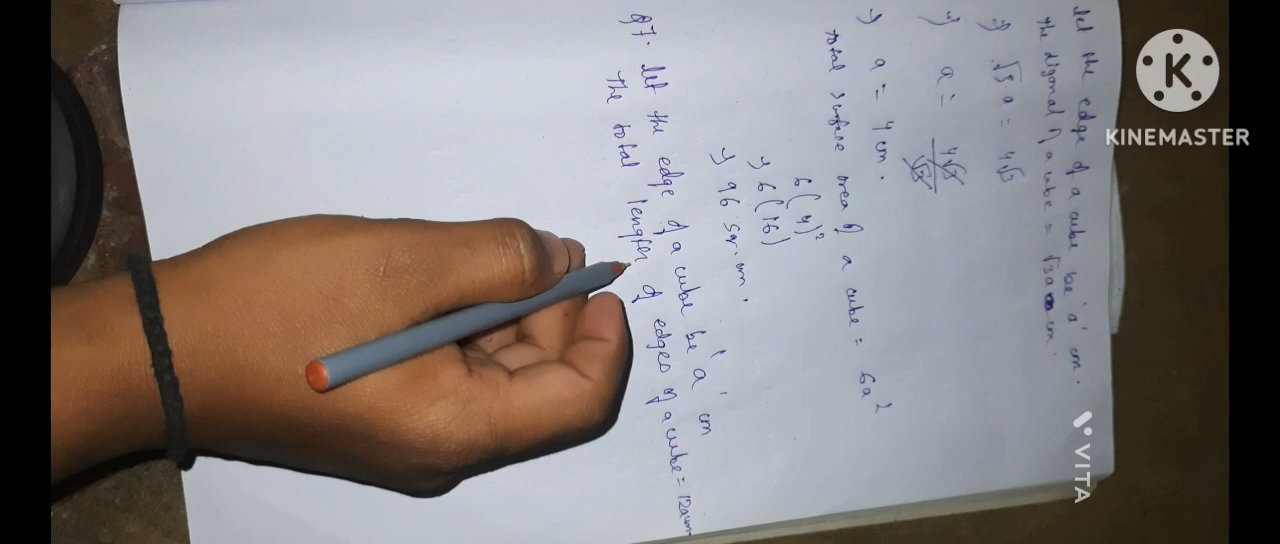 let the edge of a cube be 'a' cm.
The digonal of a cube = √3a cm.
=) √3.a = 4√3
=) a = 4√3/√3
=) a = 4 cm.
total surface area of a cube = 6a²
6(4)²
=) 6(16)
=) 96 sq. cm.
Q7. let the edge of a cube be 'a' cm
The total length of edges of a cube = 12a cm
KINEMASTER
VITA